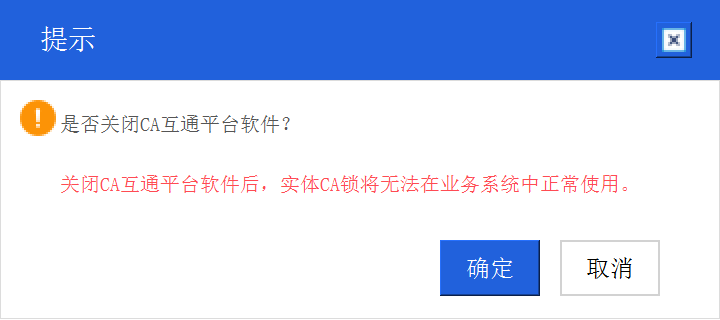 提示
是否关闭CA互通平台软件？
关闭CA互通平台软件后，实体CA锁将无法在业务系统中正常使用。
确定
取消